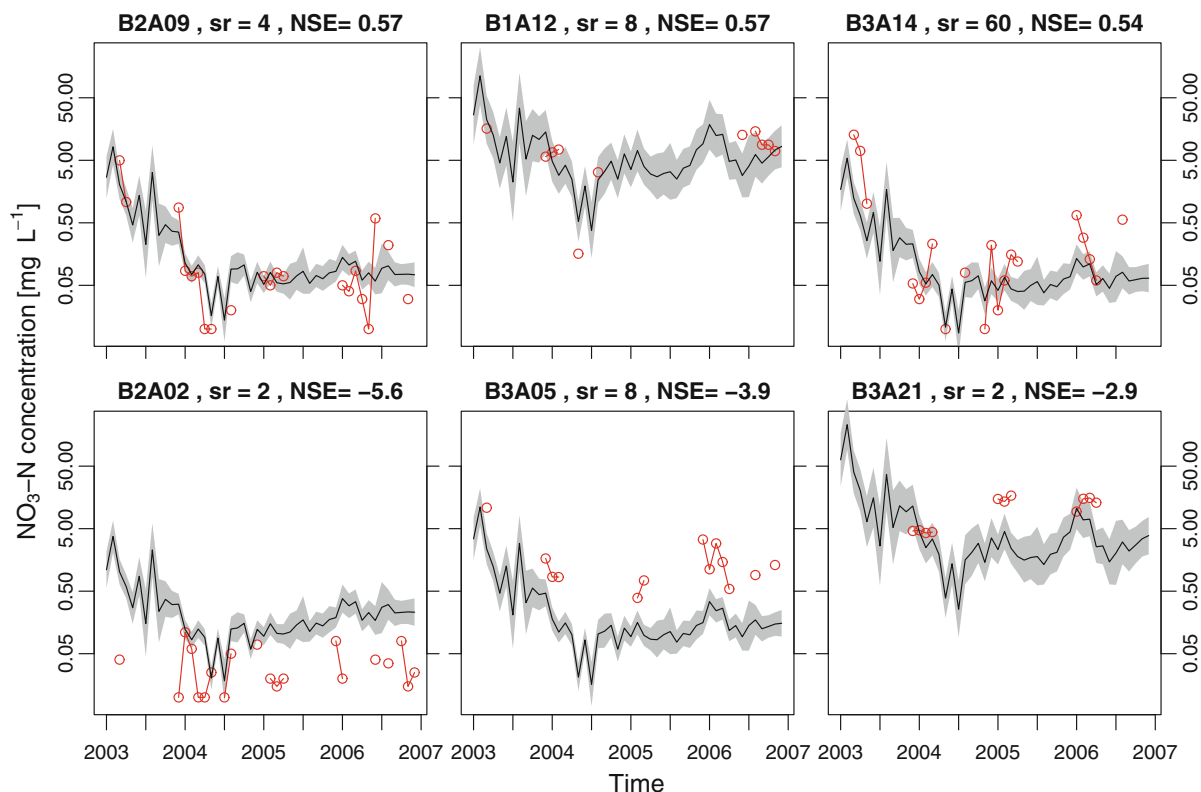 B2A09 , sr = 4 , NSE= 0.57
B1A12 , sr = 8 , NSE= 0.57
B3A14 , sr = 60 , NSE= 0.54
50.00
5.00
0.50
0.05
50.00
5.00
0.50
0.05
NO₃−N concentration [mg L⁻¹]
B2A02 , sr = 2 , NSE= −5.6
B3A05 , sr = 8 , NSE= −3.9
B3A21 , sr = 2 , NSE= −2.9
50.00
5.00
0.50
0.05
50.00
5.00
0.50
0.05
2003 2004 2005 2006 2007
2003 2004 2005 2006 2007
2003 2004 2005 2006 2007
Time